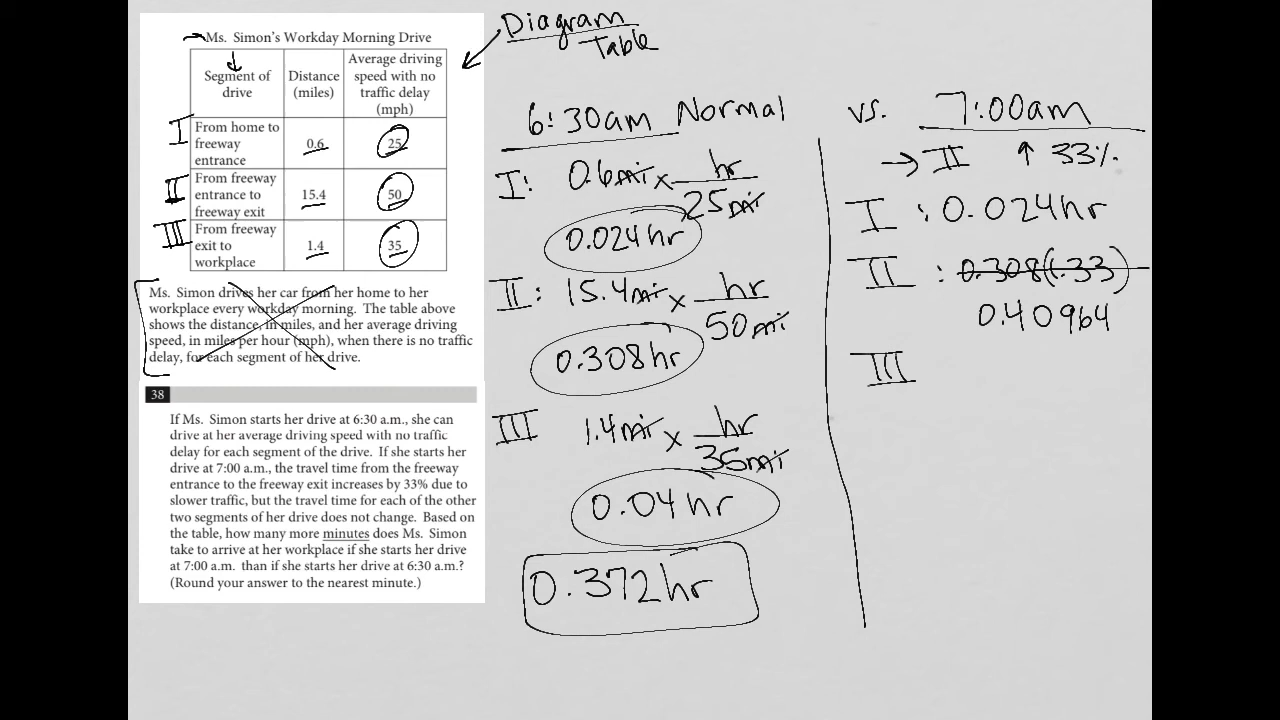 Ms. Simon's Workday Morning Drive
Segment of drive | Distance (miles) | Average driving speed with no traffic delay (mph)
I From home to freeway entrance | 0.6 | 25
II From freeway entrance to freeway exit | 15.4 | 50
III From freeway exit to workplace | 1.4 | 35
Ms. Simon drives her car from her home to her
workplace every workday morning. The table above
shows the distance, in miles, and her average driving
speed, in miles per hour (mph), when there is no traffic
delay, for each segment of her drive.
38
If Ms. Simon starts her drive at 6:30 a.m., she can
drive at her average driving speed with no traffic
delay for each segment of the drive. If she starts her
drive at 7:00 a.m., the travel time from the freeway
entrance to the freeway exit increases by 33% due to
slower traffic, but the travel time for each of the other
two segments of her drive does not change. Based on
the table, how many more minutes does Ms. Simon
take to arrive at her workplace if she starts her drive
at 7:00 a.m. than if she starts her drive at 6:30 a.m.?
(Round your answer to the nearest minute.)
Diagram
Table
6:30am Normal
I: 0.6mi x hr
25mi
0.024hr
II: 15.4mi x hr
50mi
0.308hr
III 1.4mi x hr
35mi
0.04 hr
0.372hr
vs. 7:00am
→ II ↑ 33%
I : 0.024hr
II : 0.308(.33)
0.40964
III